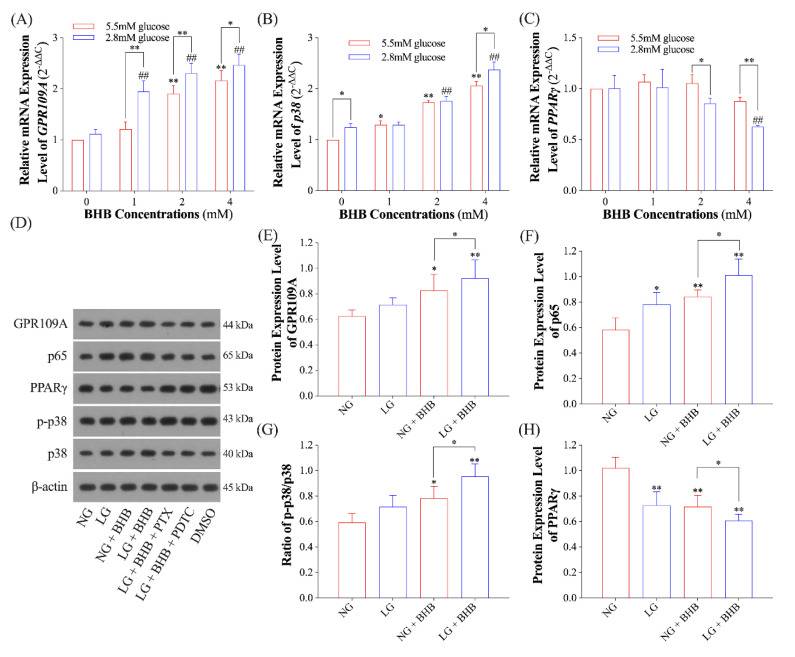 (A)
5.5mM glucose
2.8mM glucose
Relative mRNA Expression
Level of GPR109A (2-ΔΔC)
3
2
1
0
**
**
*
##
**
##
**
##
0
1
2
4
BHB Concentrations (mM)
(B)
5.5mM glucose
2.8mM glucose
Relative mRNA Expression
Level of p38 (2-ΔΔC)
3
2
1
0
*
*
**
##
*
**
##
0
1
2
4
BHB Concentrations (mM)
(C)
5.5mM glucose
2.8mM glucose
Relative mRNA Expression
Level of PPARγ (2-ΔΔC)
1.5
1.0
0.5
0.0
*
**
##
0
1
2
4
BHB Concentrations (mM)
(D)
GPR109A
44 kDa
p65
65 kDa
PPARγ
53 kDa
p-p38
43 kDa
p38
40 kDa
β-actin
45 kDa
NG
LG
NG + BHB
LG + BHB
LG + BHB + PTX
LG + BHB + PDTC
DMSO
(E)
Protein Expression Level
of GPR109A
1.2
1.0
0.8
0.6
0.4
0.2
0.0
*
*
**
NG
LG
NG + BHB
LG + BHB
(F)
Protein Expression Level
of p65
1.2
1.0
0.8
0.6
0.4
0.2
0.0
*
*
**
**
NG
LG
NG + BHB
LG + BHB
(G)
Ratio of p-p38/p38
1.2
1.0
0.8
0.6
0.4
0.2
0.0
*
*
**
NG
LG
NG + BHB
LG + BHB
(H)
Protein Expression Level
of PPARγ
1.2
1.0
0.8
0.6
0.4
0.2
0.0
*
**
**
**
NG
LG
NG + BHB
LG + BHB